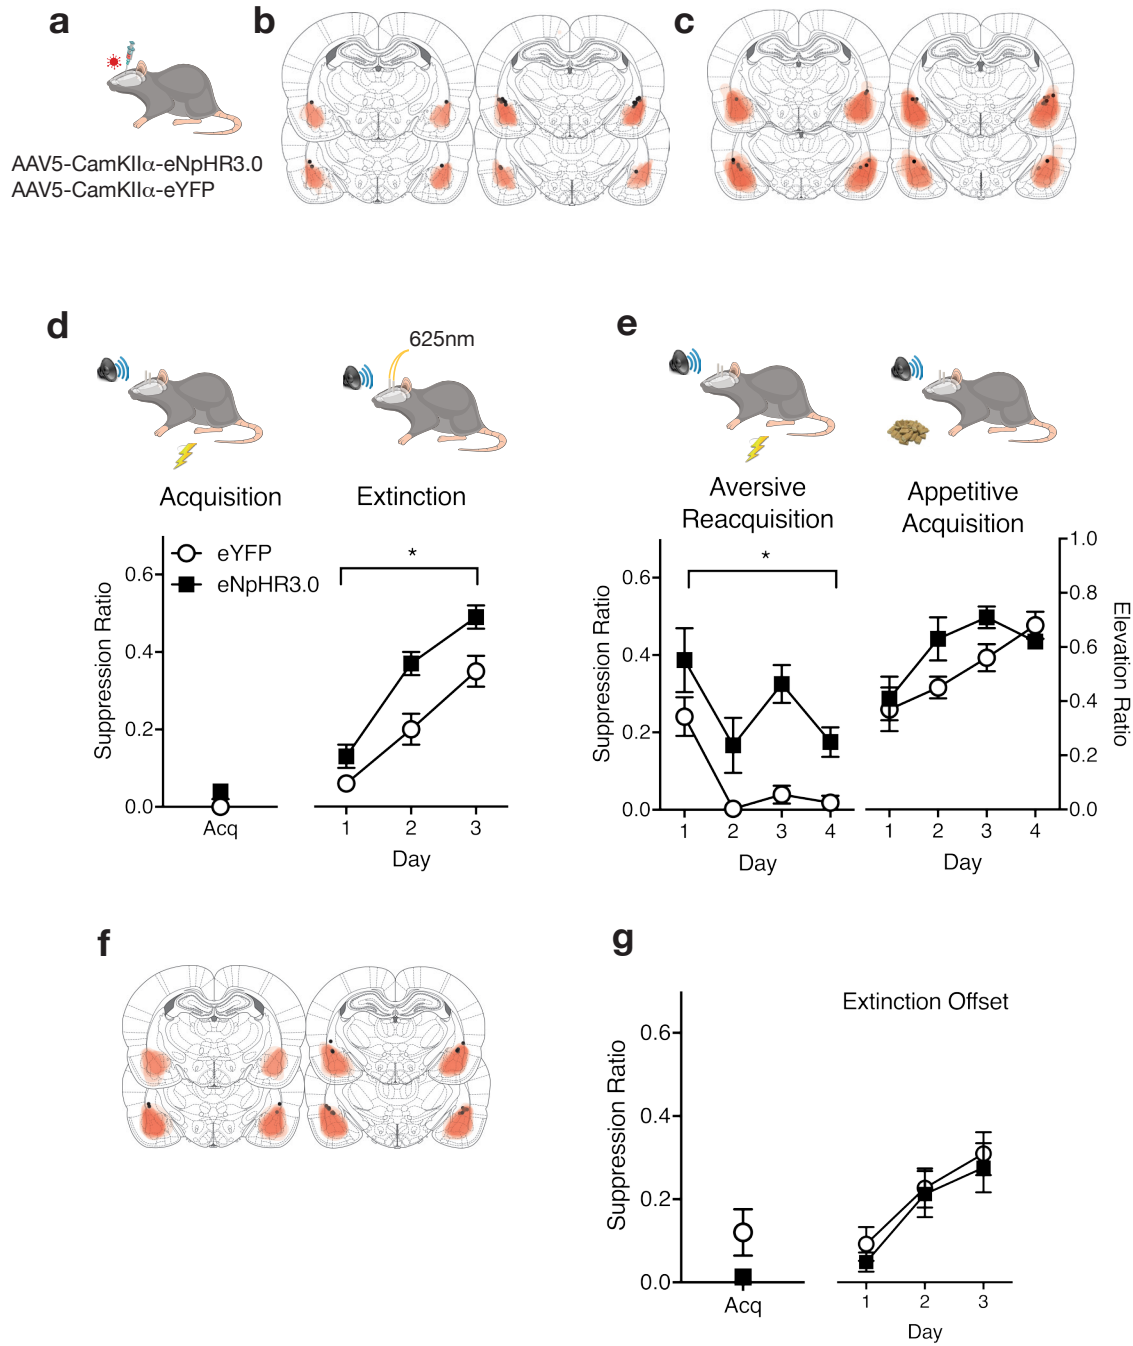 a
b
c
AAV5-CamKIIα-eNpHR3.0
AAV5-CamKIIα-eYFP
d
625nm
Acquisition
Extinction
eYFP
eNpHR3.0
*
Suppression Ratio
0.6
0.4
0.2
0.0
Acq
1 2 3
Day
e
Aversive
Reacquisition
Appetitive
Acquisition
*
Suppression Ratio
0.6
0.4
0.2
0.0
1 2 3 4
Day
1 2 3 4
Day
1.0
0.8
0.6
0.4
0.2
0.0
Elevation Ratio
f
g
Extinction Offset
Suppression Ratio
0.6
0.4
0.2
0.0
Acq
1 2 3
Day